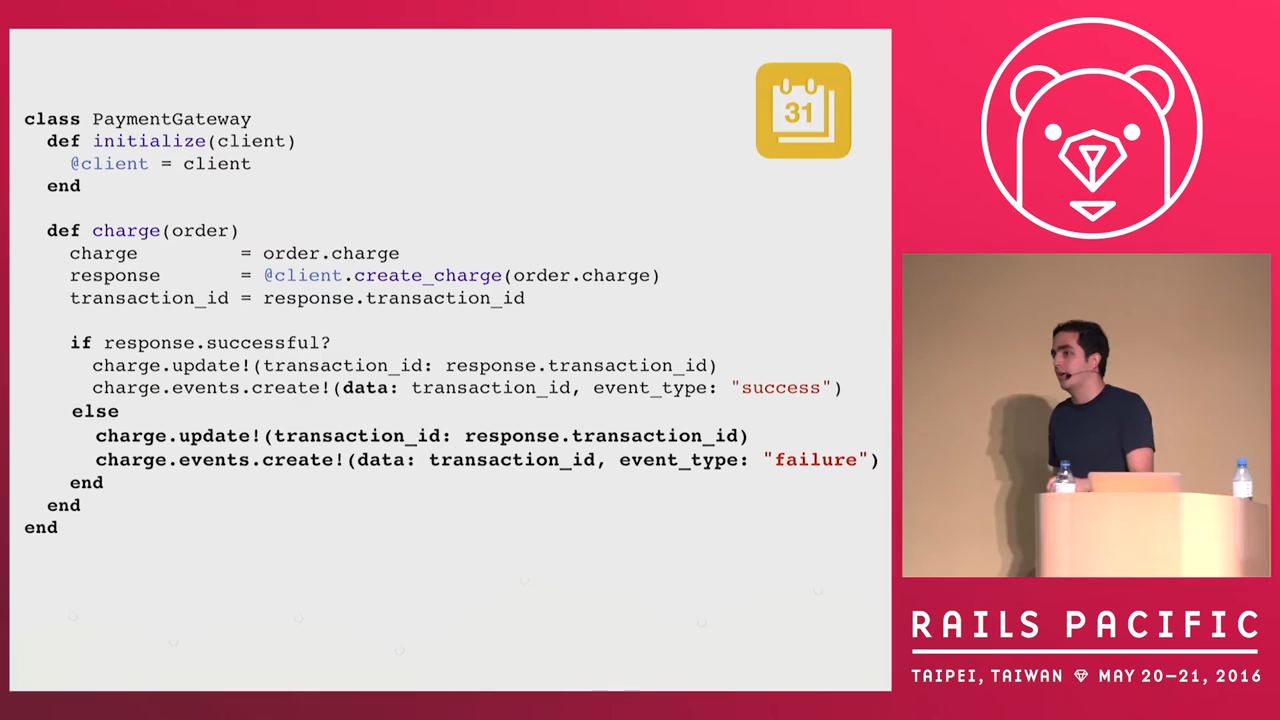 31
class PaymentGateway
def initialize(client)
@client = client
end
def charge(order)
charge = order.charge
response = @client.create_charge(order.charge)
transaction_id = response.transaction_id
if response.successful?
charge.update!(transaction_id: response.transaction_id)
charge.events.create!(data: transaction_id, event_type: "success")
else
charge.update!(transaction_id: response.transaction_id)
charge.events.create!(data: transaction_id, event_type: "failure")
end
end
end
RAILS PACIFIC
TAIPEI, TAIWAN MAY 20-21, 2016